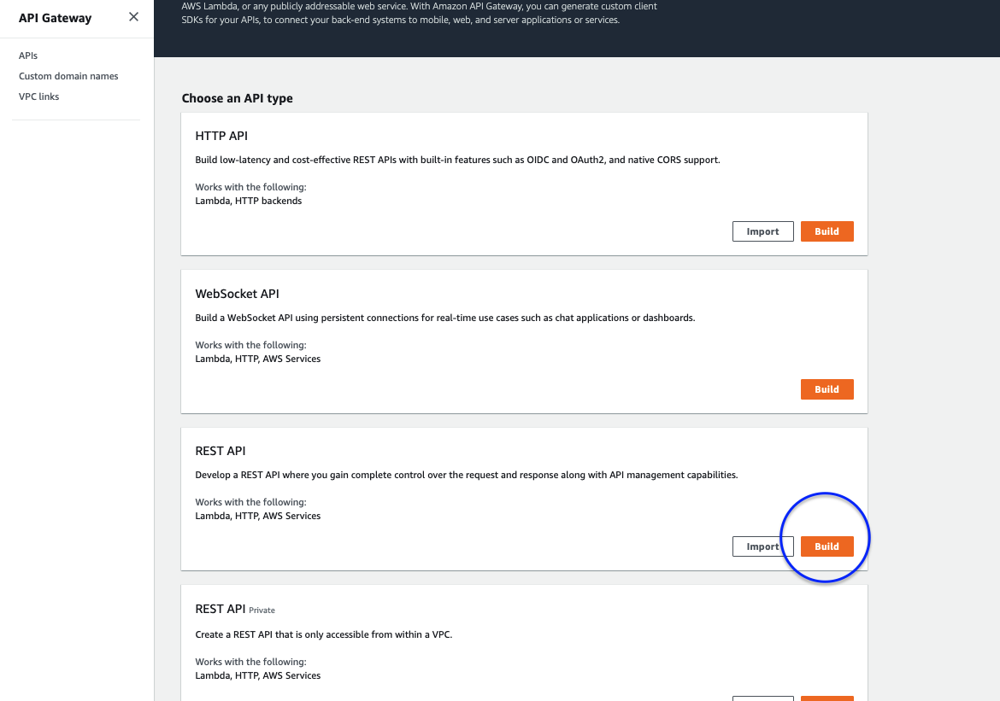 API Gateway
APIs
Custom domain names
VPC links
AWS Lambda, or any publicly addressable web service. With Amazon API Gateway, you can generate custom client
SDKs for your APIs, to connect your back-end systems to mobile, web, and server applications or services.
Choose an API type
HTTP API
Build low-latency and cost-effective REST APIs with built-in features such as OIDC and OAuth2, and native CORS support.
Works with the following:
Lambda, HTTP backends
Import Build
WebSocket API
Build a WebSocket API using persistent connections for real-time use cases such as chat applications or dashboards.
Works with the following:
Lambda, HTTP, AWS Services
Build
REST API
Develop a REST API where you gain complete control over the request and response along with API management capabilities.
Works with the following:
Lambda, HTTP, AWS Services
Import Build
REST API Private
Create a REST API that is only accessible from within a VPC.
Works with the following:
Lambda, HTTP, AWS Services